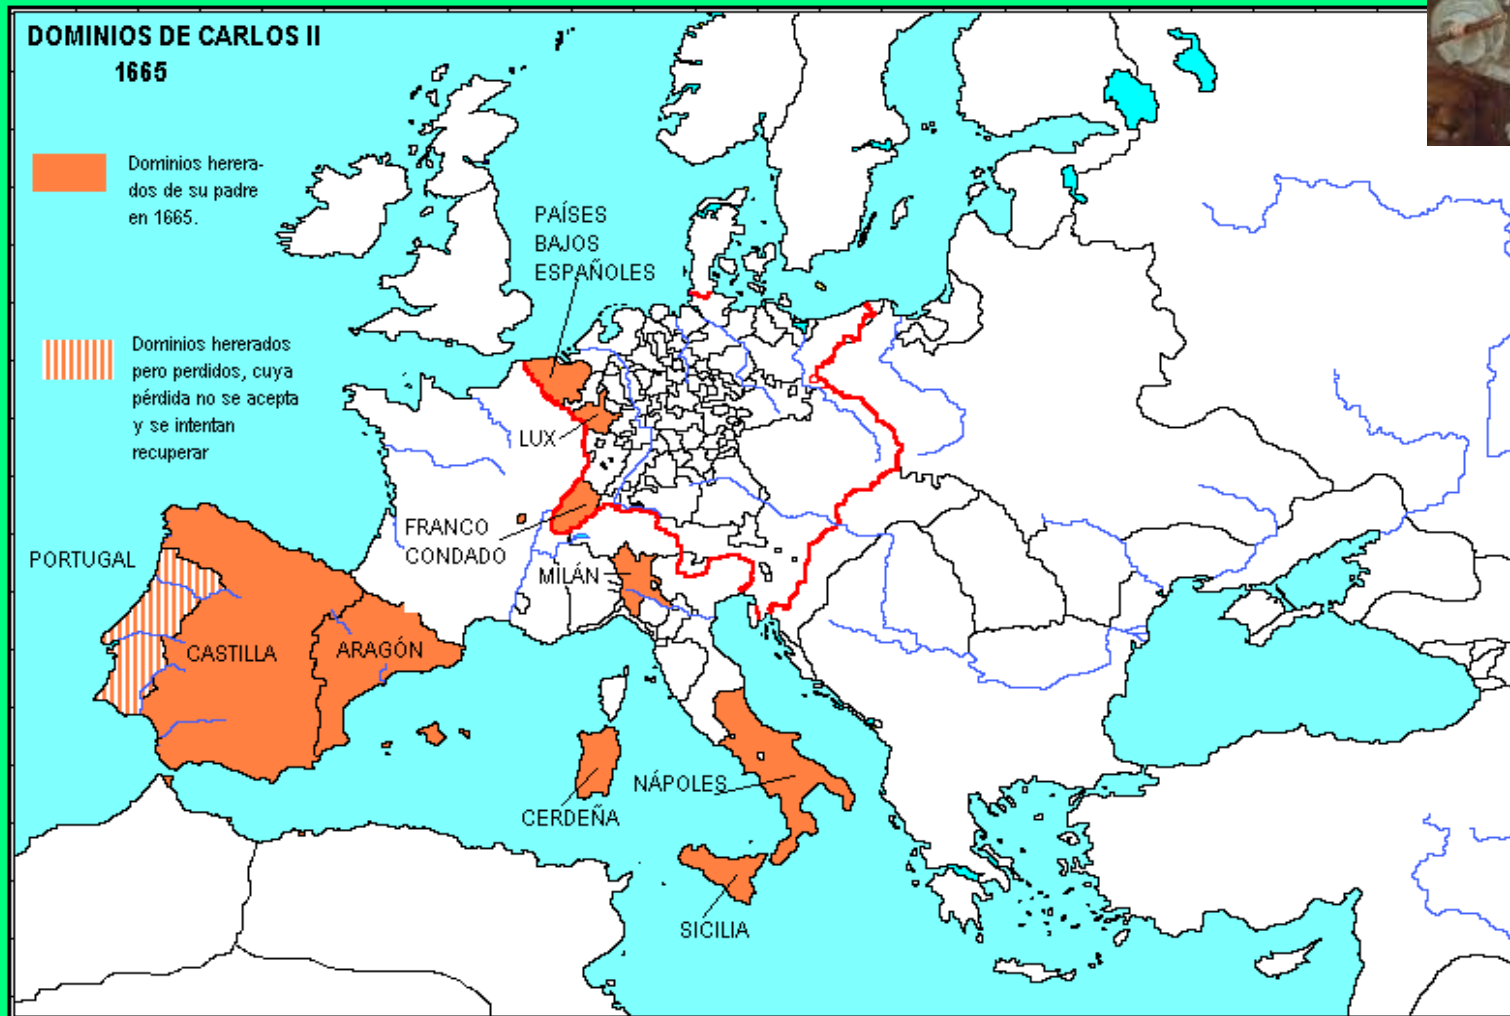 DOMINIOS DE CARLOS II
1665
Dominios herera-
dos de su padre
en 1665.
Dominios hererados
pero perdidos, cuya
pérdida no se acepta
y se intentan
recuperar
PAÍSES
BAJOS
ESPAÑOLES
LUX
FRANCO
CONDADO
MILÁN
PORTUGAL
CASTILLA
ARAGÓN
CERDEÑA
NÁPOLES
SICILIA